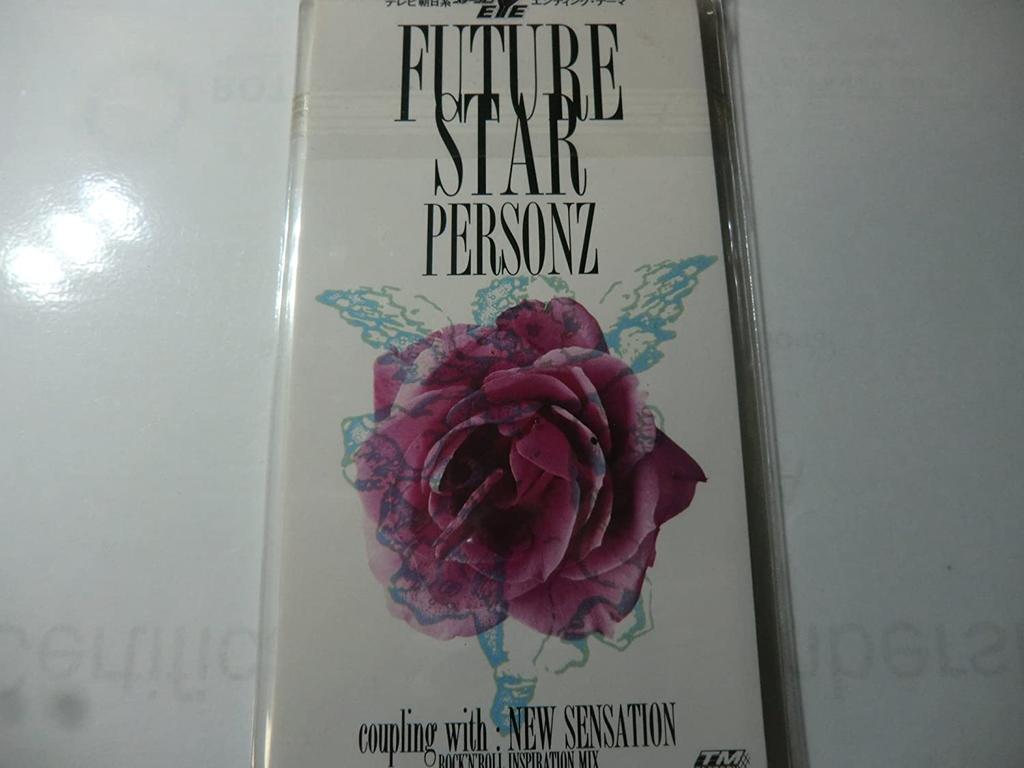 テレビ朝日系 EYE エンディング・テーマ
FUTURE
STAR
PERSONZ
coupling with : NEW SENSATION
ROCK'N'ROLL INSPIRATION MIX
TM